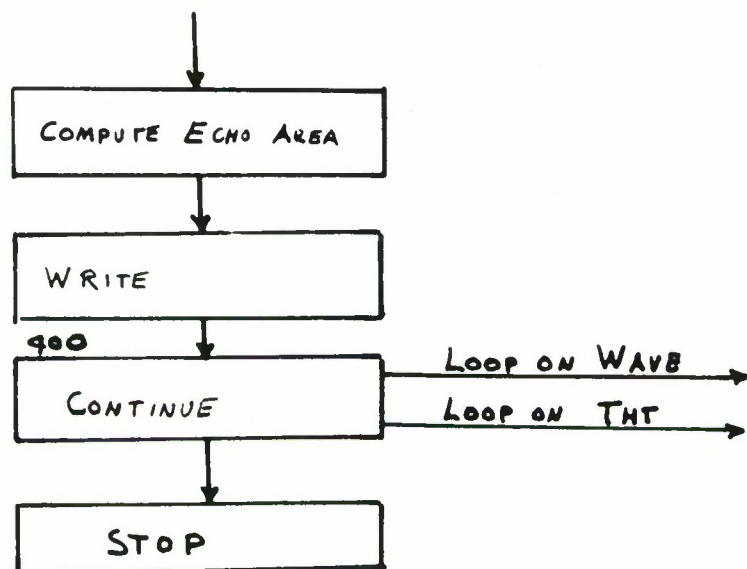 COMPUTE ECHO AREA
WRITE
400
CONTINUE
LOOP ON WAVE
LOOP ON THT
STOP